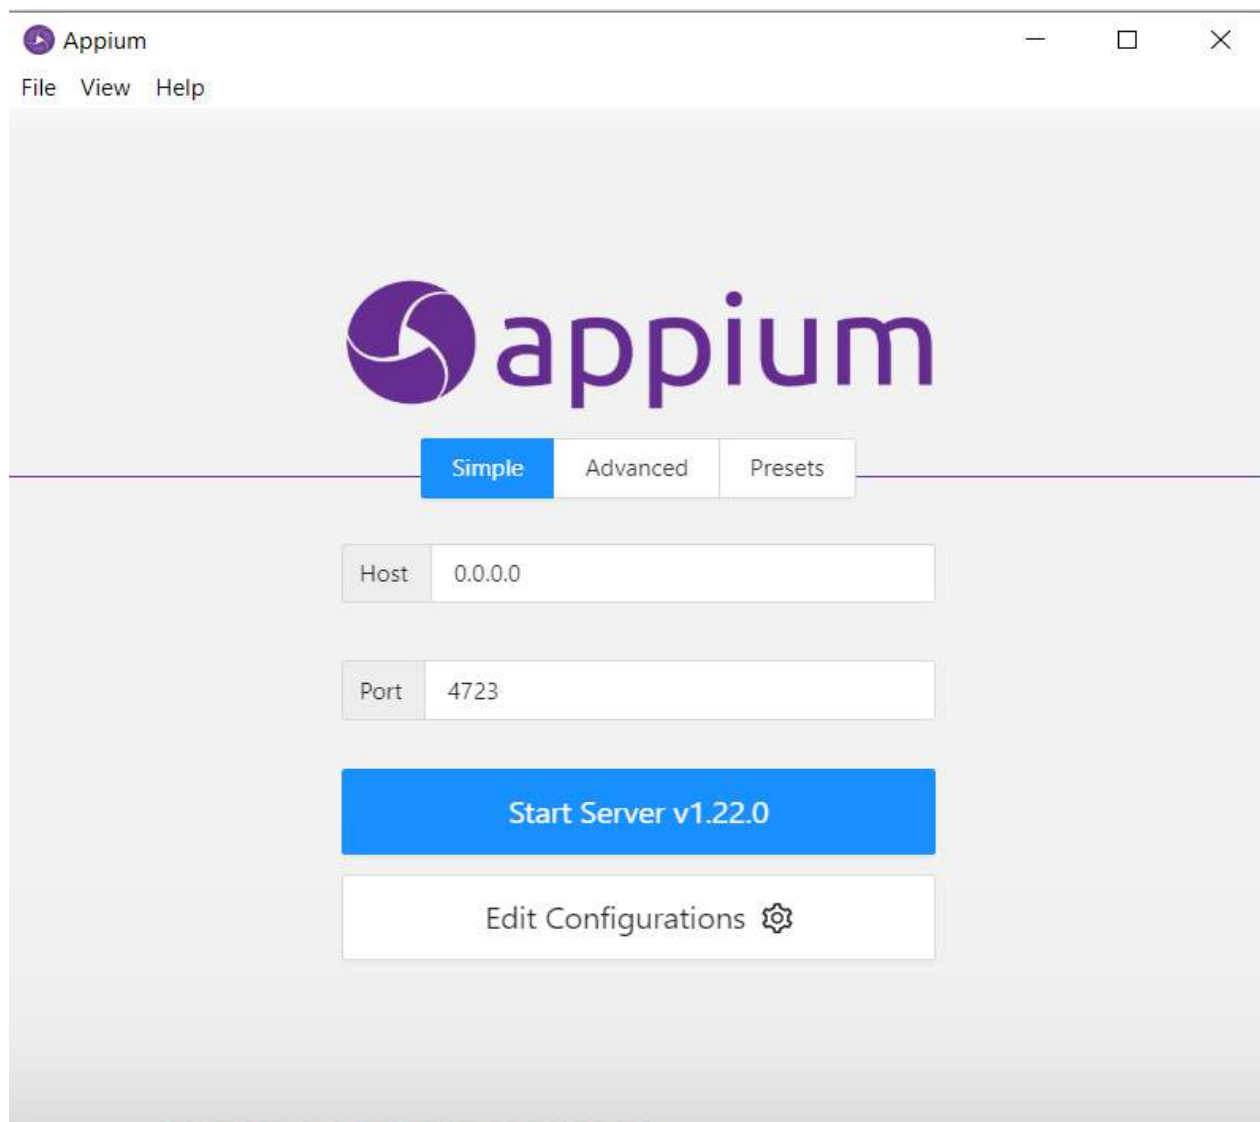 Appium
File View Help
appium
Simple Advanced Presets
Host 0.0.0.0
Port 4723
Start Server v1.22.0
Edit Configurations